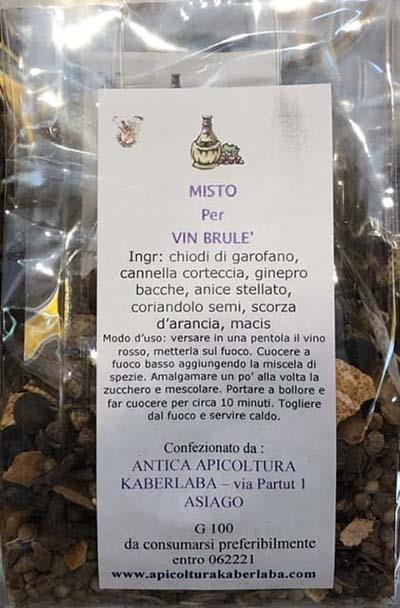 MISTO
Per
VIN BRULE'
Ingr: chiodi di garofano,
cannella corteccia, ginepro
bacche, anice stellato,
coriandolo semi, scorza
d'arancia, macis
Modo d'uso: versare in una pentola il vino
rosso, metterla sul fuoco. Cuocere a
fuoco basso aggiungendo la miscela di
spezie. Amalgamare un po' alla volta la
zucchero e mescolare. Portare a bollore e
far cuocere per circa 10 minuti. Togliere
dal fuoco e servire caldo.
Confezionato da :
ANTICA APICOLTURA
KABERLABA – via Partut 1
ASIAGO
G 100
da consumarsi preferibilmente
entro 062221
www.apicolturakaberlaba.com